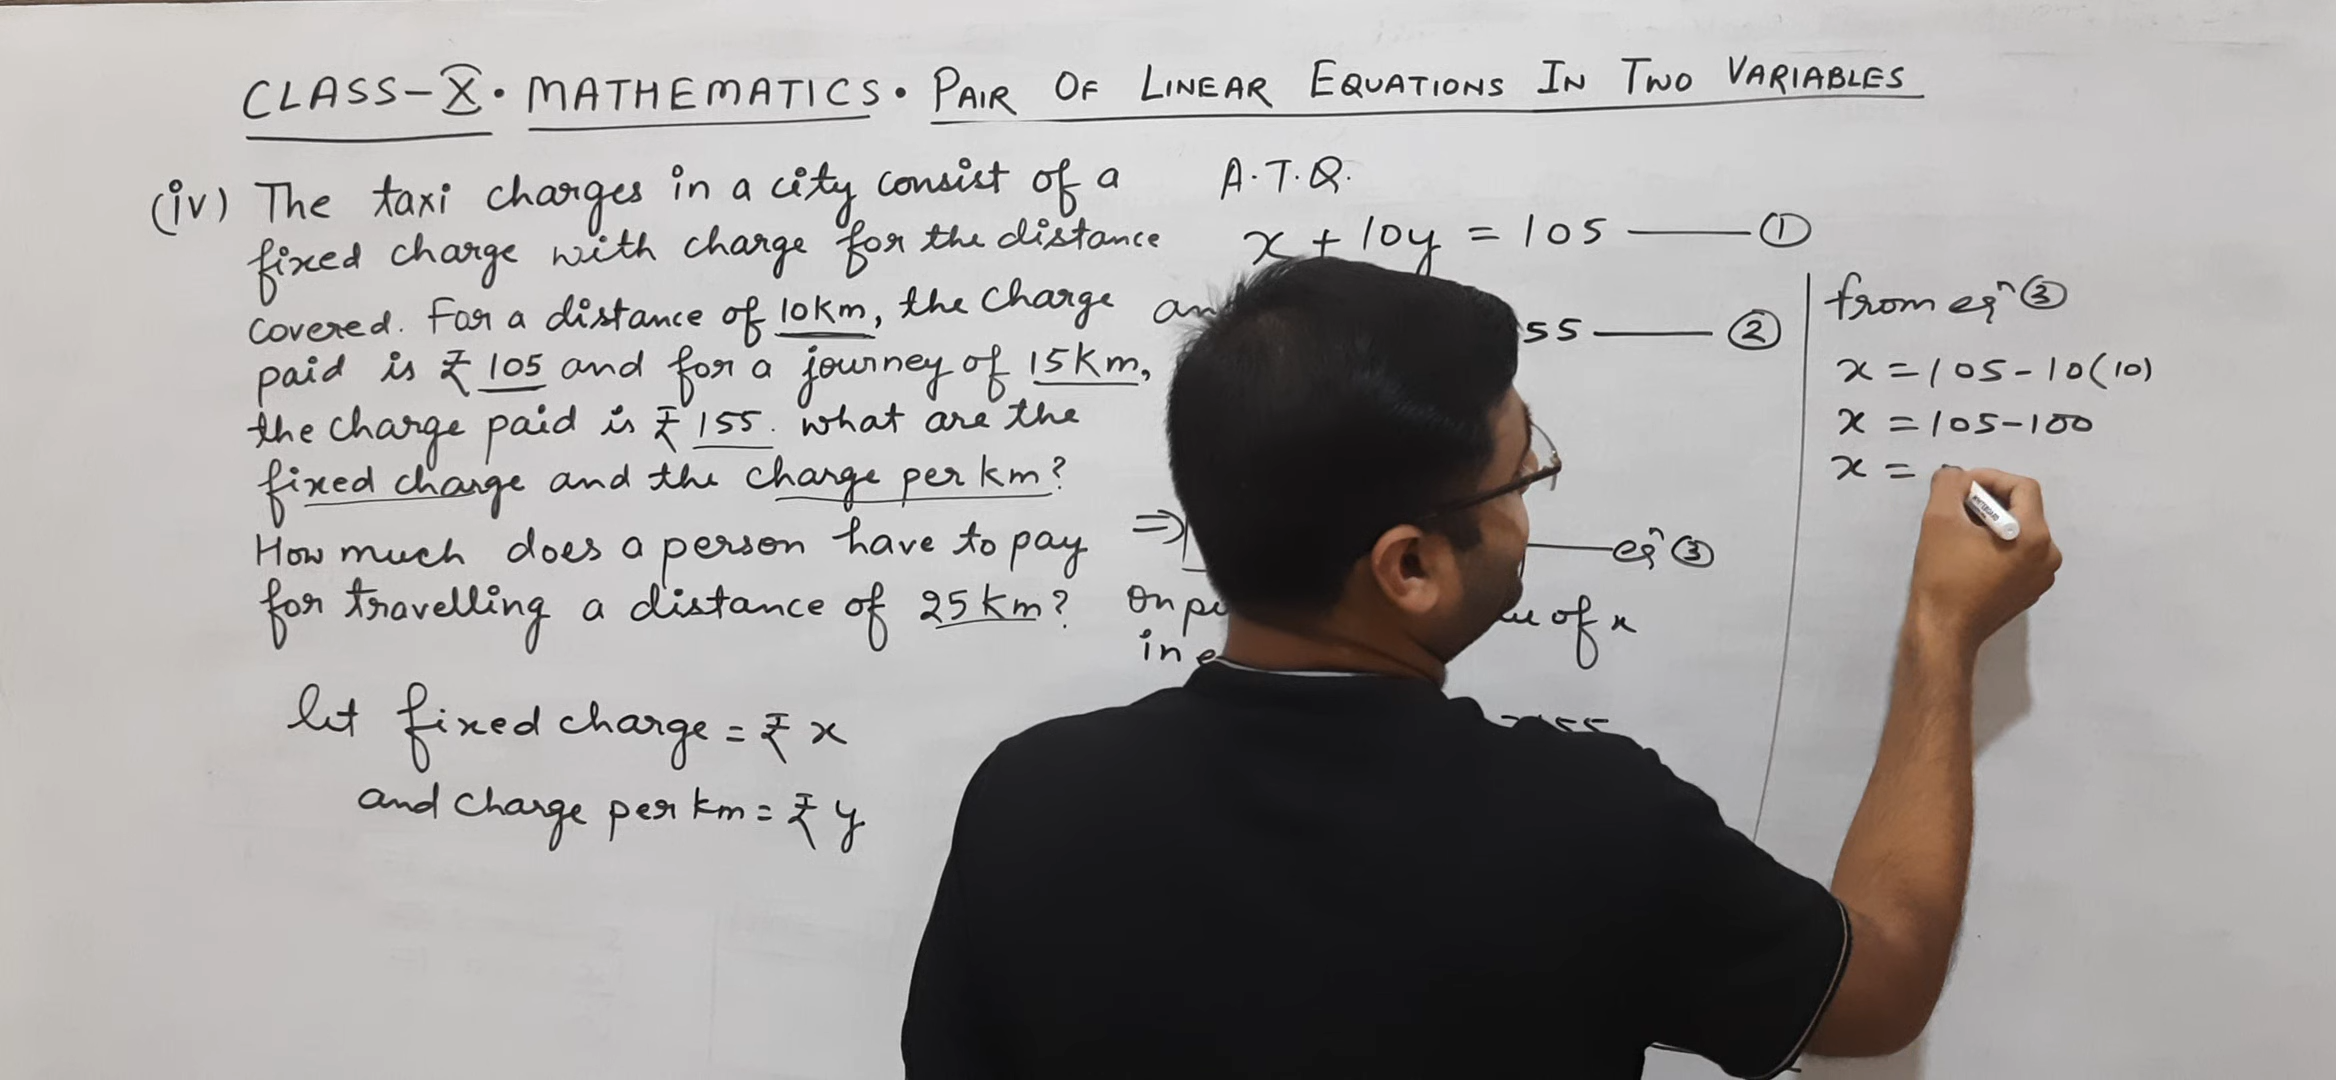 CLASS-X. MATHEMATICS. PAIR OF LINEAR EQUATIONS IN TWO VARIABLES
(iv) The taxi charges in a city consist of a
fixed charge with charge for the distance
covered. For a distance of 10km, the charge
paid is ₹ 105 and for a journey of 15km,
the charge paid is ₹ 155. what are the
fixed charge and the charge per km?
How much does a person have to pay
for travelling a distance of 25km?
let fixed charge = ₹ x
and charge per km = ₹ y
A.T.Q.
x + 10y = 105 —— ①
55 —— ②
⇒
—— eqⁿ ③
of x
in
from eqⁿ ③
x = 105 - 10(10)
x = 105 - 100
x =